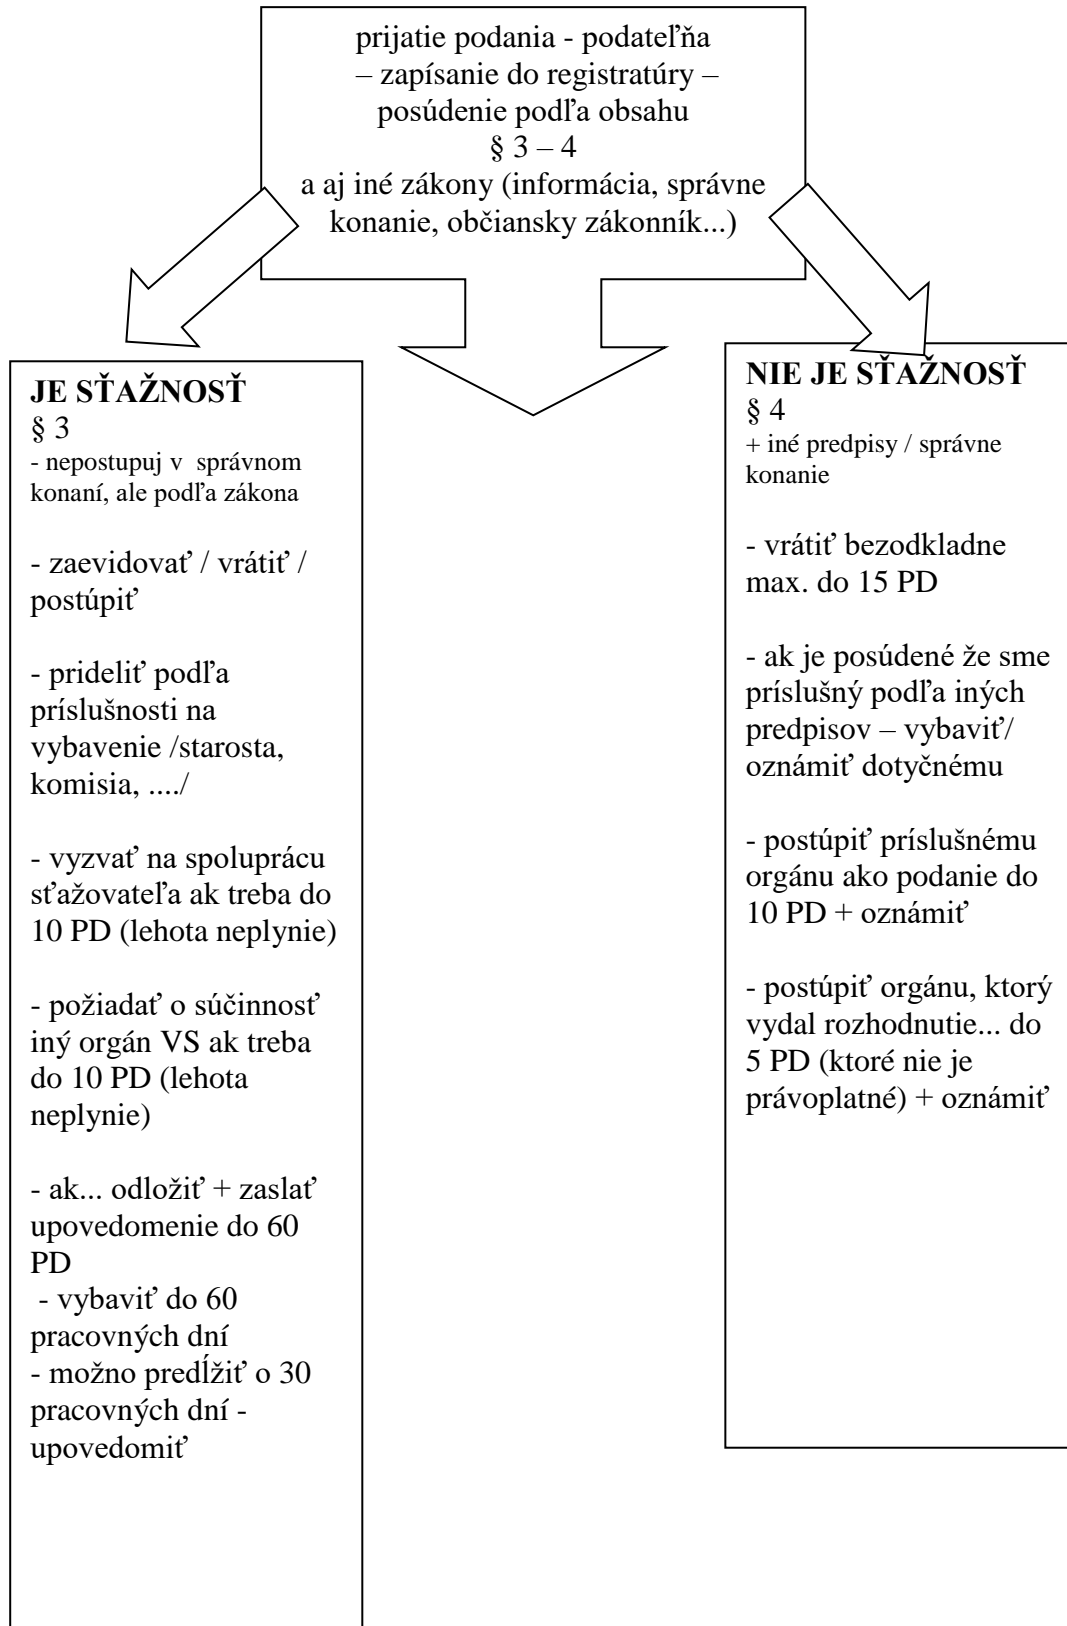 prijatie podania - podateľňa
– zapísanie do registratúry –
posúdenie podľa obsahu
§ 3 – 4
a aj iné zákony (informácia, správne
konanie, občiansky zákonník...)
JE SŤAŽNOSŤ
§ 3
- nepostupuj v  správnom
konaní, ale podľa zákona
- zaevidovať / vrátiť /
postúpiť
- prideliť podľa
príslušnosti na
vybavenie /starosta,
komisia, ..../
- vyzvať na spoluprácu
sťažovateľa ak treba do
10 PD (lehota neplynie)
- požiadať o súčinnosť
iný orgán VS ak treba
do 10 PD (lehota
neplynie)
- ak... odložiť + zaslať
upovedomenie do 60
PD
- vybaviť do 60
pracovných dní
- možno predĺžiť o 30
pracovných dní -
upovedomiť
NIE JE SŤAŽNOSŤ
§ 4
+ iné predpisy / správne
konanie
- vrátiť bezodkladne
max. do 15 PD
- ak je posúdené že sme
príslušný podľa iných
predpisov – vybaviť/
oznámiť dotyčnému
- postúpiť príslušnému
orgánu ako podanie do
10 PD + oznámiť
- postúpiť orgánu, ktorý
vydal rozhodnutie... do
5 PD (ktoré nie je
právoplatné) + oznámiť